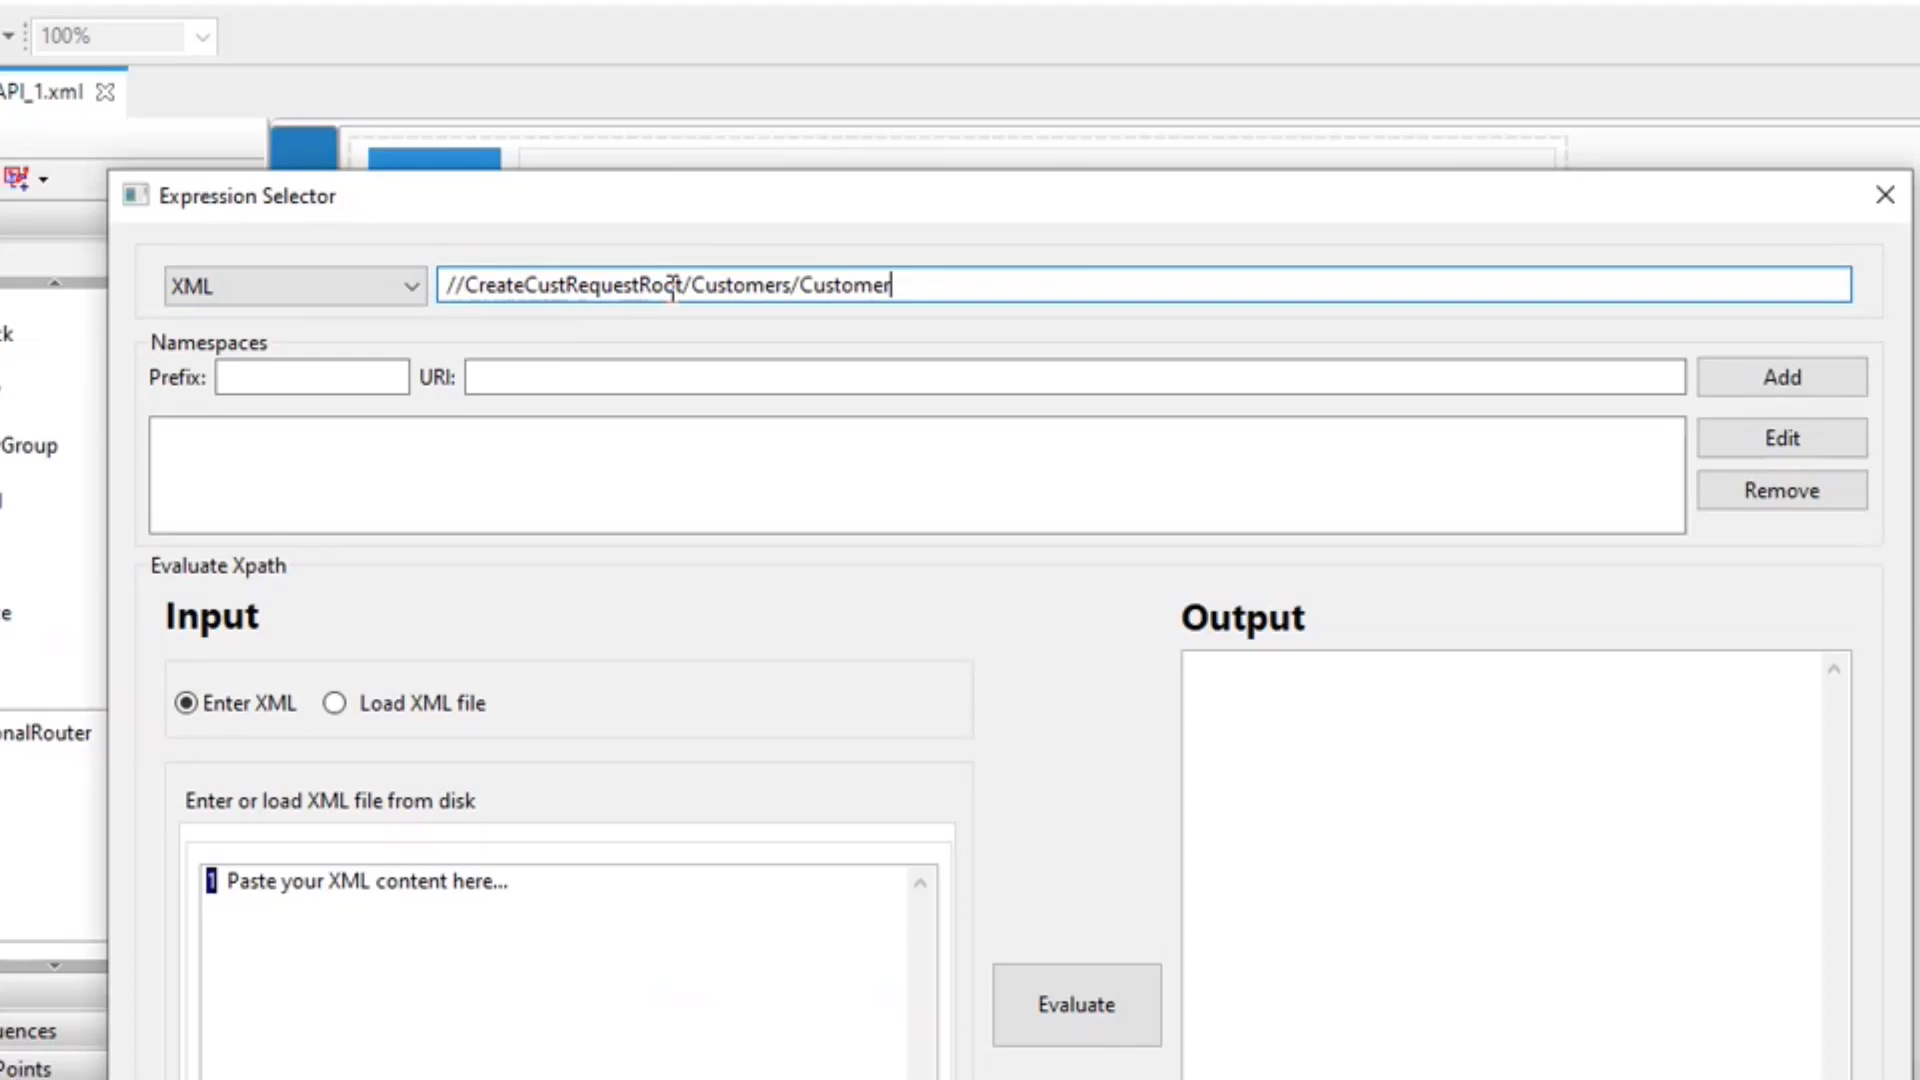 100%
API_1.xml
Expression Selector
XML
//CreateCustRequestRoot/Customers/Customer
Namespaces
Prefix:
URI:
Add
Edit
Remove
Group
Evaluate Xpath
Input
Output
Enter XML
Load XML file
nalRouter
Enter or load XML file from disk
1 Paste your XML content here...
Evaluate
uences
Points